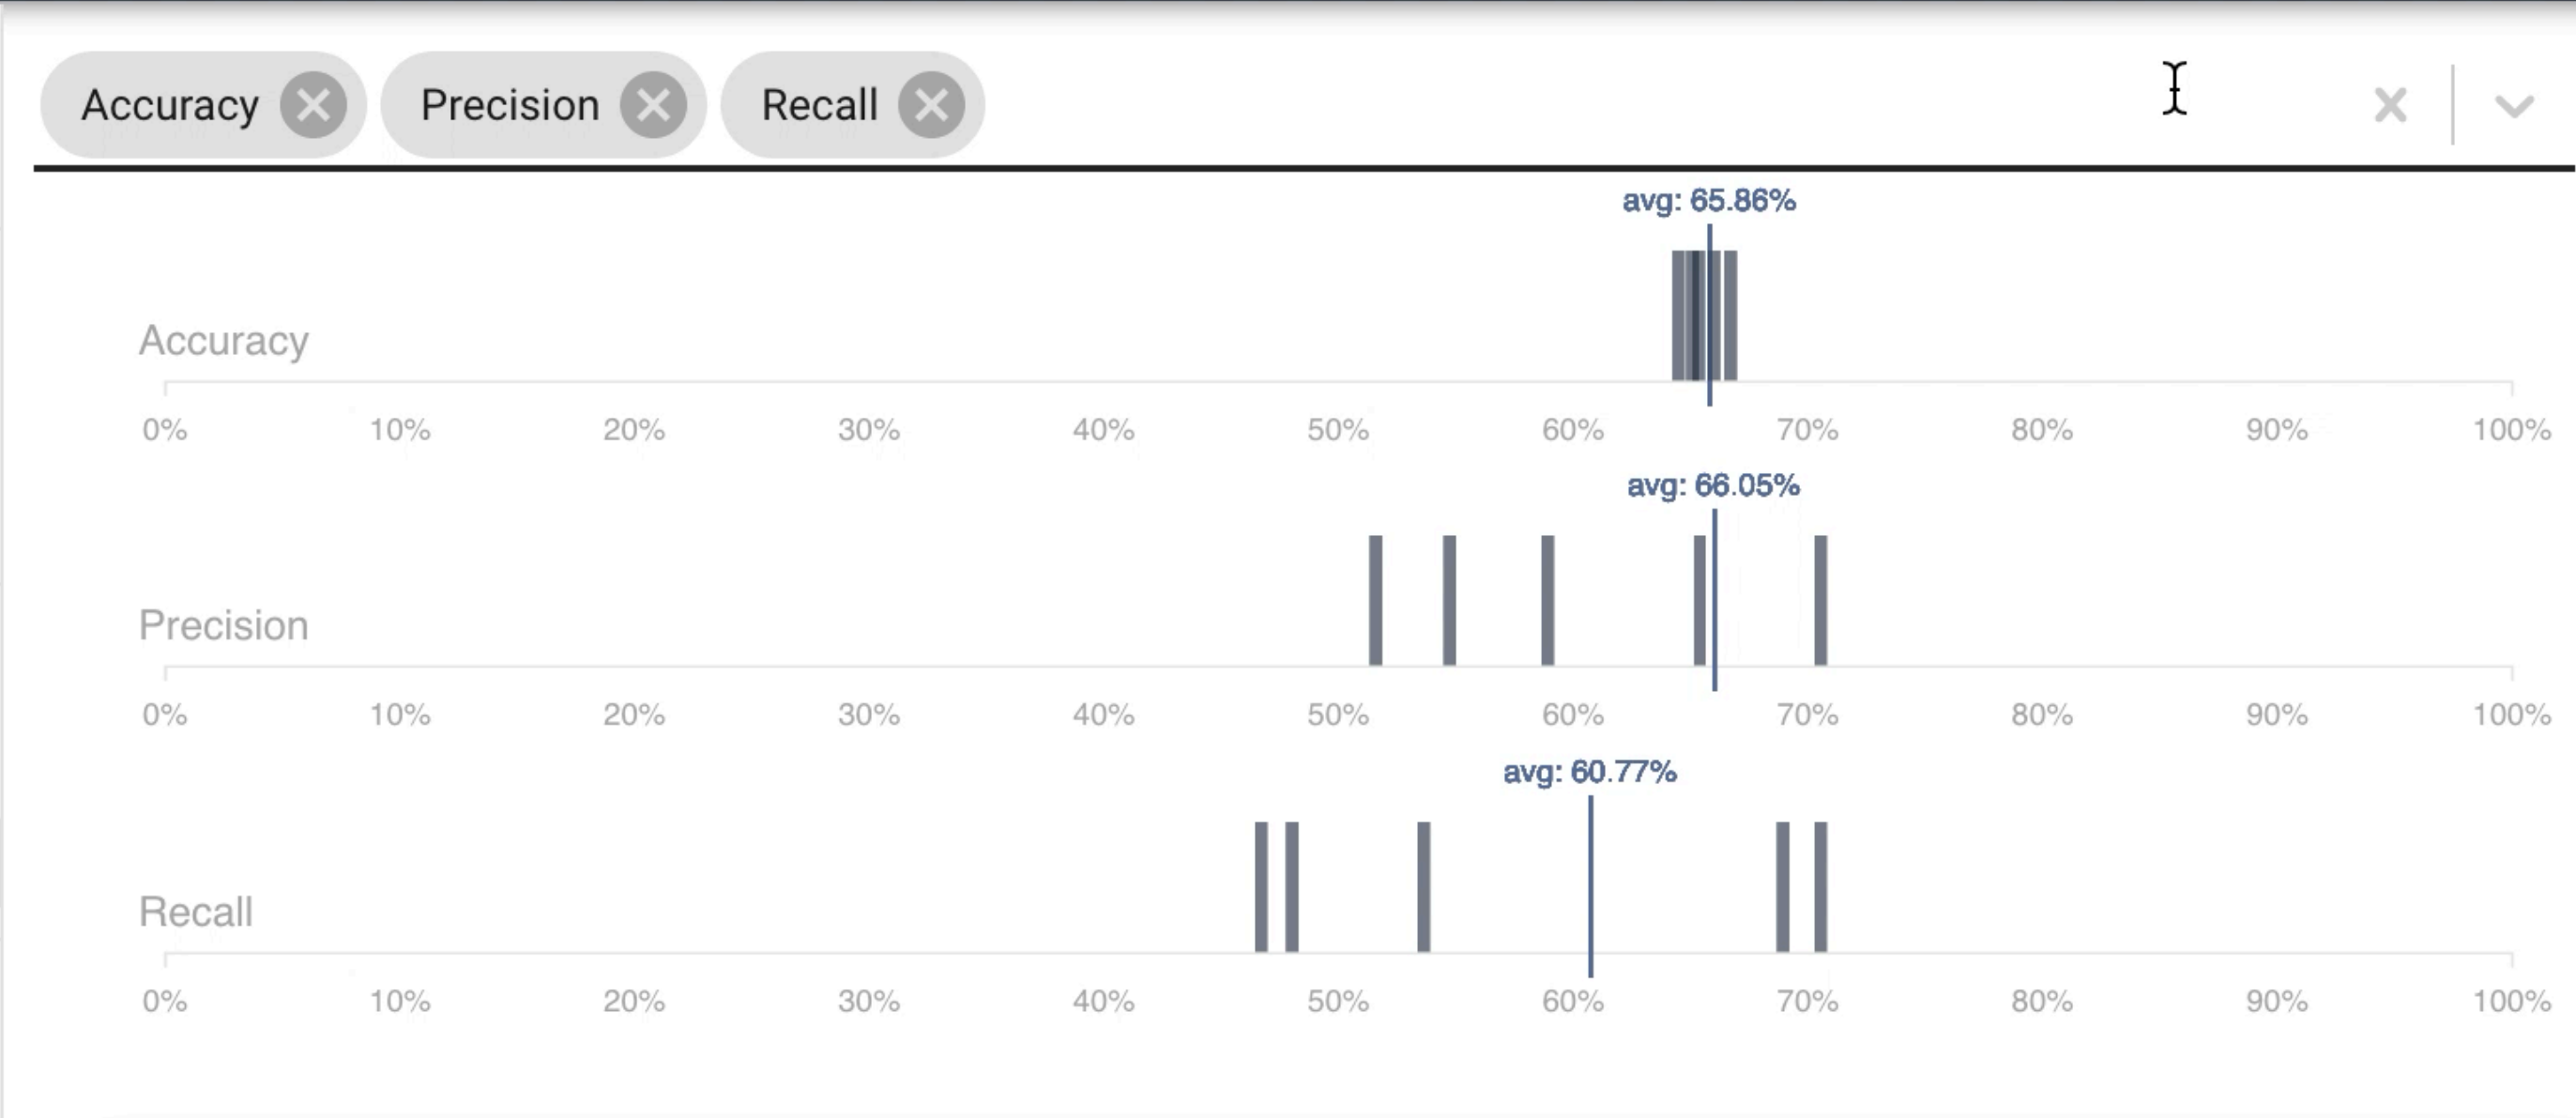 Accuracy Precision Recall
avg: 65.86%
Accuracy
0% 10% 20% 30% 40% 50% 60% 70% 80% 90% 100%
avg: 66.05%
Precision
0% 10% 20% 30% 40% 50% 60% 70% 80% 90% 100%
avg: 60.77%
Recall
0% 10% 20% 30% 40% 50% 60% 70% 80% 90% 100%